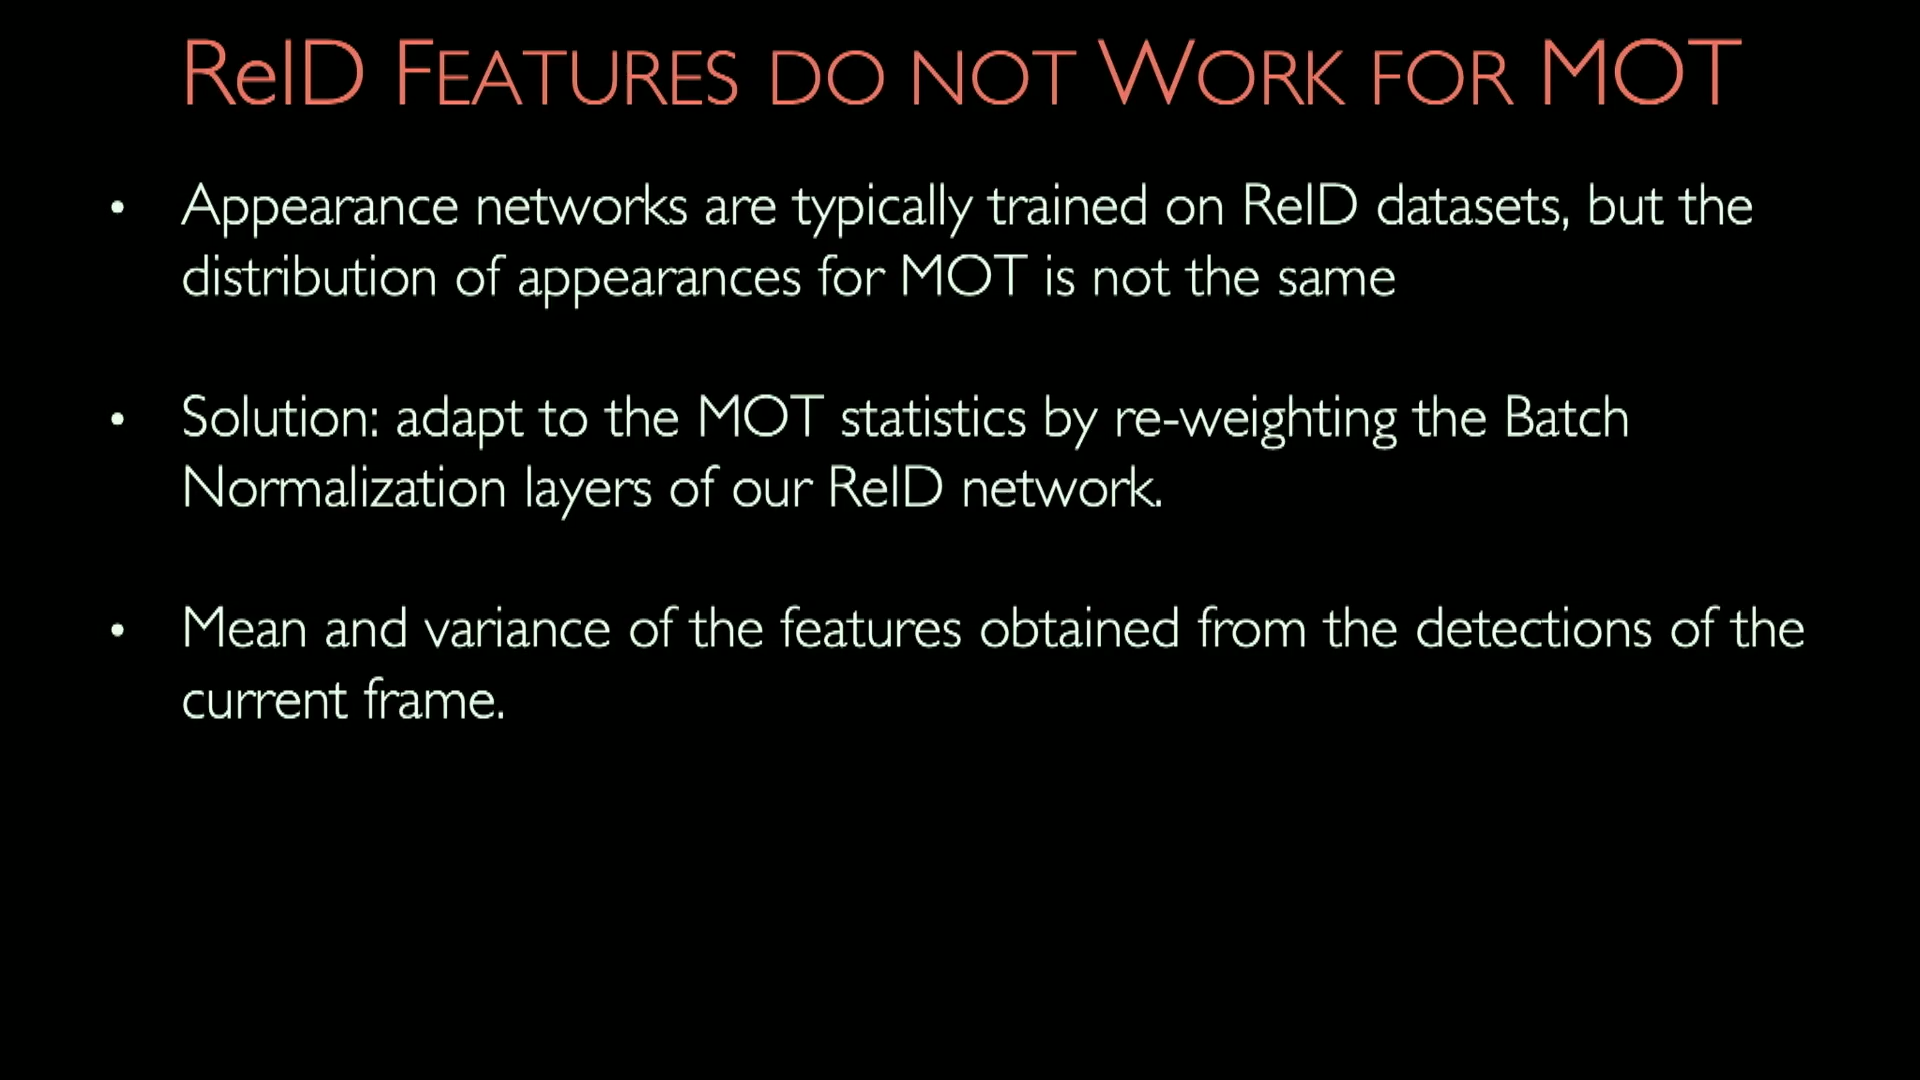 ReID FEATURES DO NOT WORK FOR MOT
• Appearance networks are typically trained on ReID datasets, but the
distribution of appearances for MOT is not the same
• Solution: adapt to the MOT statistics by re-weighting the Batch
Normalization layers of our ReID network.
• Mean and variance of the features obtained from the detections of the
current frame.